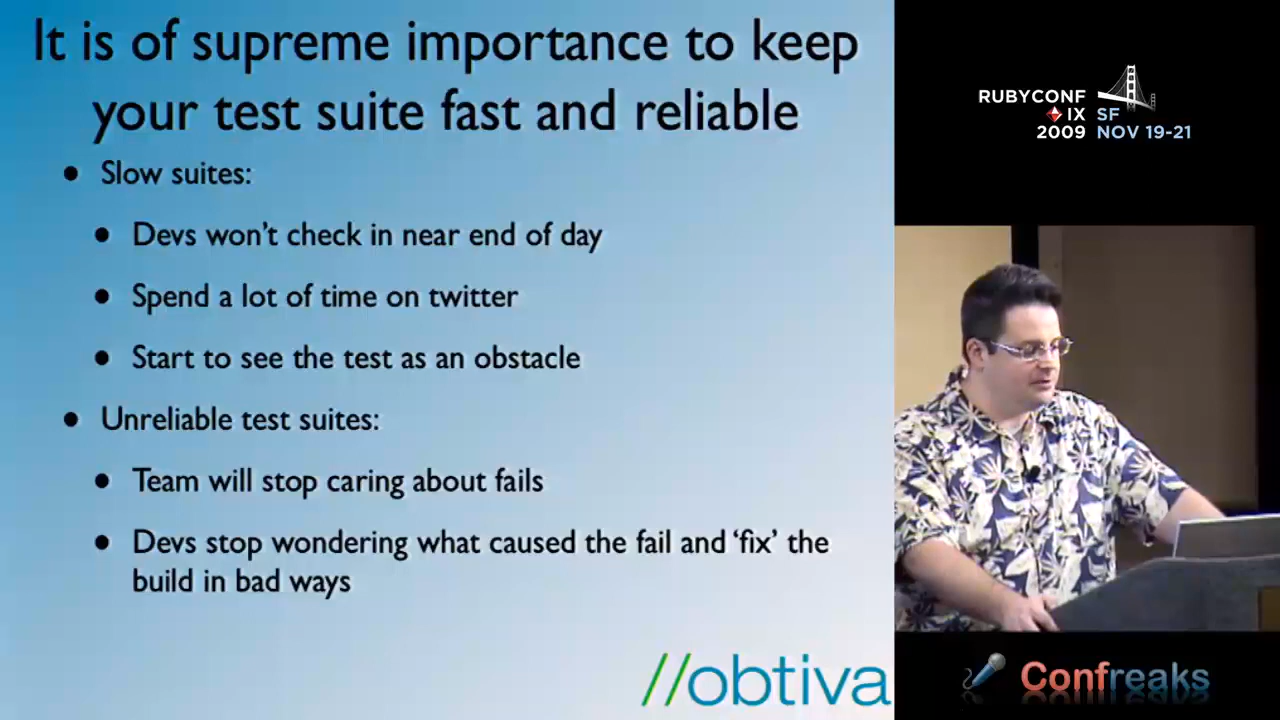 It is of supreme importance to keep
your test suite fast and reliable
• Slow suites:
• Devs won't check in near end of day
• Spend a lot of time on twitter
• Start to see the test as an obstacle
• Unreliable test suites:
• Team will stop caring about fails
• Devs stop wondering what caused the fail and ‘fix’ the
build in bad ways
//obtiva
RUBYCONF
IX SF
2009 NOV 19-21
Confreaks